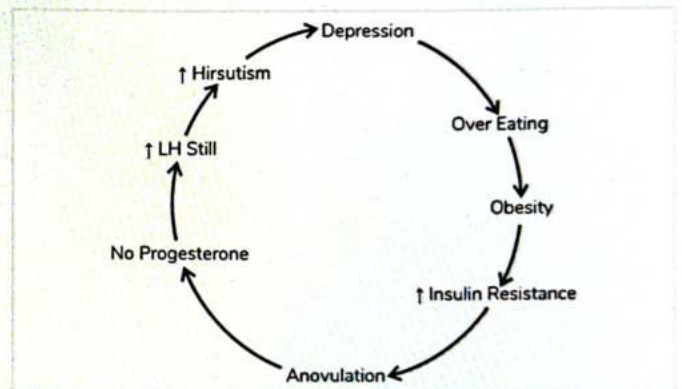 Depression
Over Eating
Obesity
↑ Insulin Resistance
Anovulation
No Progesterone
↑ LH Still
↑ Hirsutism